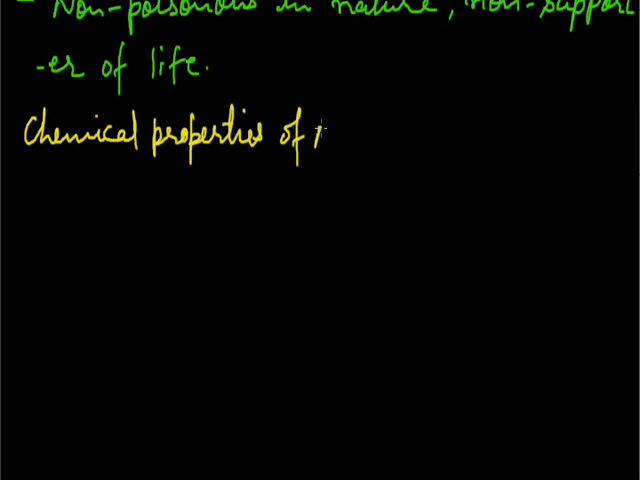 - Non-poisonous in nature, Non-support
-er of life.
Chemical properties of